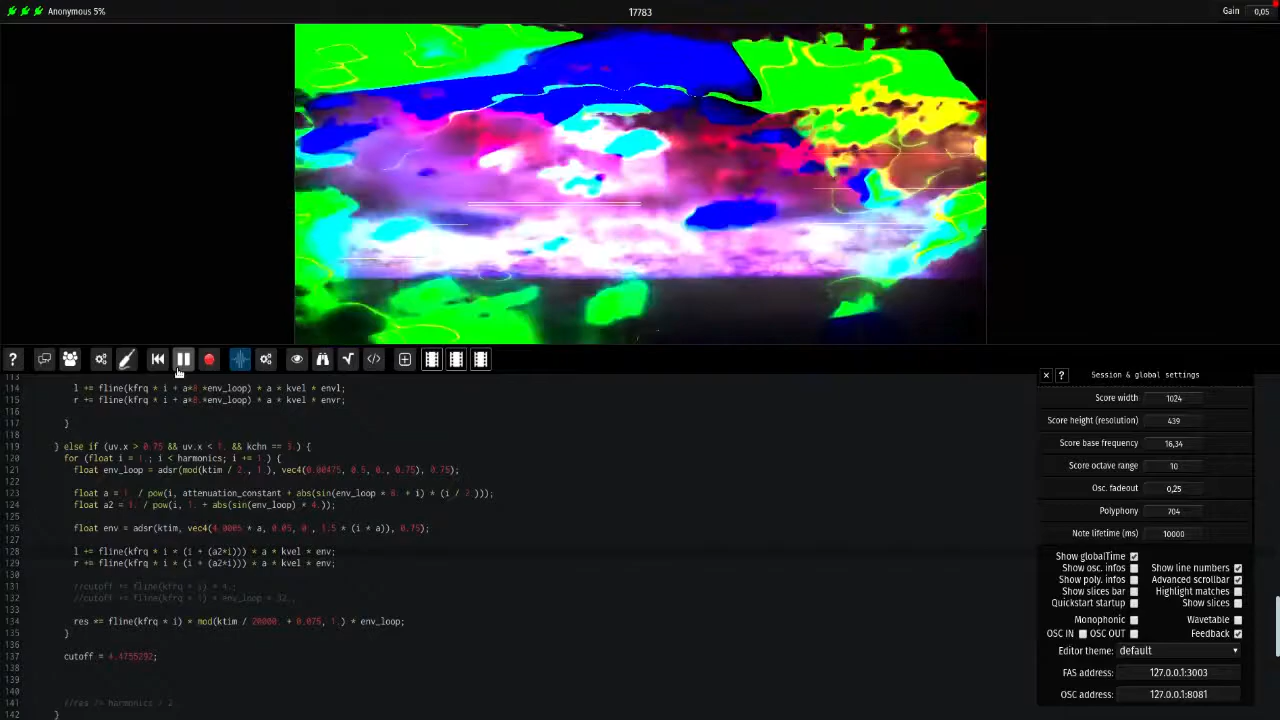 Anonymous 5%
17783
Gain 0,05
?
113
114 l += fline(kfrq * i + a*8.*env_loop) * a * kvel * envl;
115 r += fline(kfrq * i + a*8.*env_loop) * a * kvel * envr;
116
117 }
118
119 } else if (uv.x > 0.75 && uv.x < 1. && kchn == 3.) {
120 for (float i = 1.; i < harmonics; i += 1.) {
121 float env_loop = adsr(mod(ktim / 2., 1.), vec4(0.00475, 0.5, 0., 0.75), 0.75);
122
123 float a = 1. / pow(i, attenuation_constant + abs(sin(env_loop * 8. + i) * (i / 2.)));
124 float a2 = 1. / pow(i, 1. + abs(sin(env_loop) * 4.));
125
126 float env = adsr(ktim, vec4(4.0005 * a, 0.05, 0., 1.5 * (i * a)), 0.75);
127
128 l += fline(kfrq * i * (i + (a2*i))) * a * kvel * env;
129 r += fline(kfrq * i * (i + (a2*i))) * a * kvel * env;
130
131 //cutoff += fline(kfrq * i) * 4.;
132 //cutoff += fline(kfrq * i) * env_loop * 32.;
133
134 res += fline(kfrq * i) * mod(ktim / 20000. + 0.075, 1.) * env_loop;
135 }
136
137 cutoff = 4.4755292;
138
139
140
141 //res /= harmonics / 2.
142 }
× ? Session & global settings
Score width 1024
Score height (resolution) 439
Score base frequency 16,34
Score octave range 10
Osc. fadeout 0,25
Polyphony 704
Note lifetime (ms) 10000
Show globalTime
Show osc. infos Show line numbers
Show poly. infos Advanced scrollbar
Show slices bar Highlight matches
Quickstart startup Show slices
Monophonic Wavetable
OSC IN OSC OUT Feedback
Editor theme: default
FAS address: 127.0.0.1:3003
OSC address: 127.0.0.1:8081